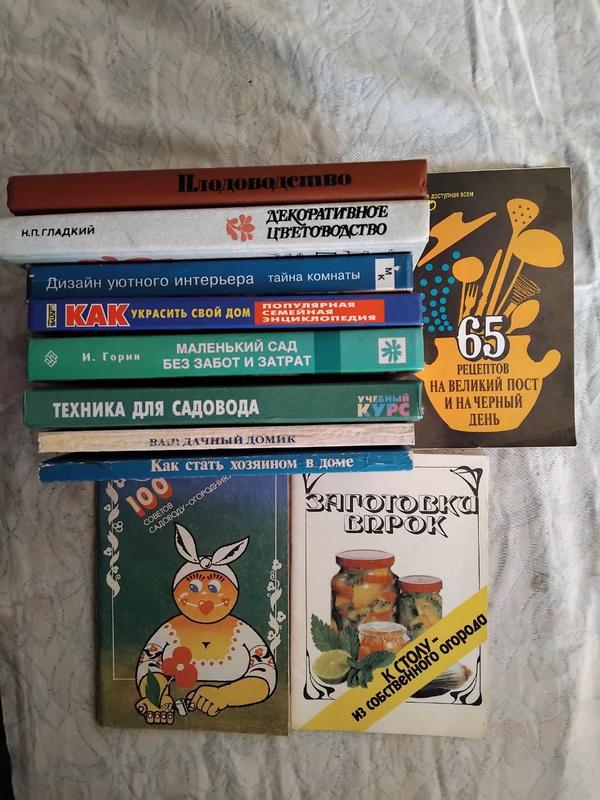 Плодоводство
Н.П. ГЛАДКИЙ
ДЕКОРАТИВНОЕ
ЦВЕТОВОДСТВО
Дизайн уютного интерьера тайна комнаты
М
К
КАК
УКРАСИТЬ СВОЙ ДОМ
ПОПУЛЯРНАЯ
СЕМЕЙНАЯ
ЭНЦИКЛОПЕДИЯ
И. Горин
МАЛЕНЬКИЙ САД
БЕЗ ЗАБОТ И ЗАТРАТ
ТЕХНИКА ДЛЯ САДОВОДА
УЧЕБНЫЙ
КУРС
ВАШ ДАЧНЫЙ ДОМИК
Как стать хозяином в доме
доступная всем
65
РЕЦЕПТОВ
НА ВЕЛИКИЙ ПОСТ
И НА ЧЕРНЫЙ
ДЕНЬ
100
СОВЕТОВ
САДОВОДУ-ОГОРОДНИКУ
ЗАГОТОВКИ
ВПРОК
К СТОЛУ -
ИЗ СОБСТВЕННОГО ОГОРОДА